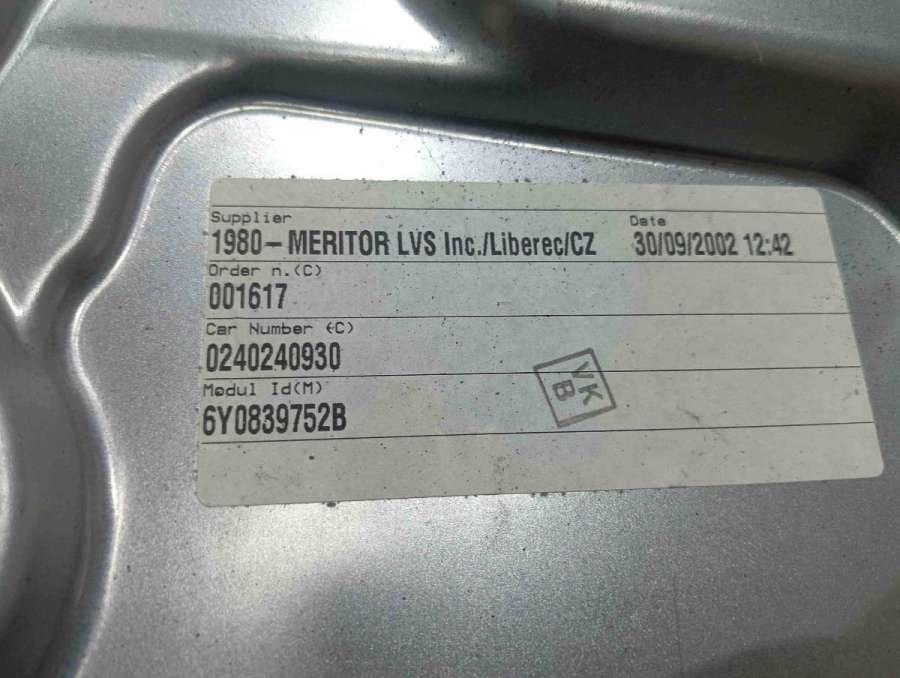 Supplier
Date
1980-MERITOR LVS Inc./Liberec/CZ
30/09/2002 12:42
Order n.(C)
001617
Car Number (C)
0240240930
Modul Id(M)
6Y0839752B
VK
B